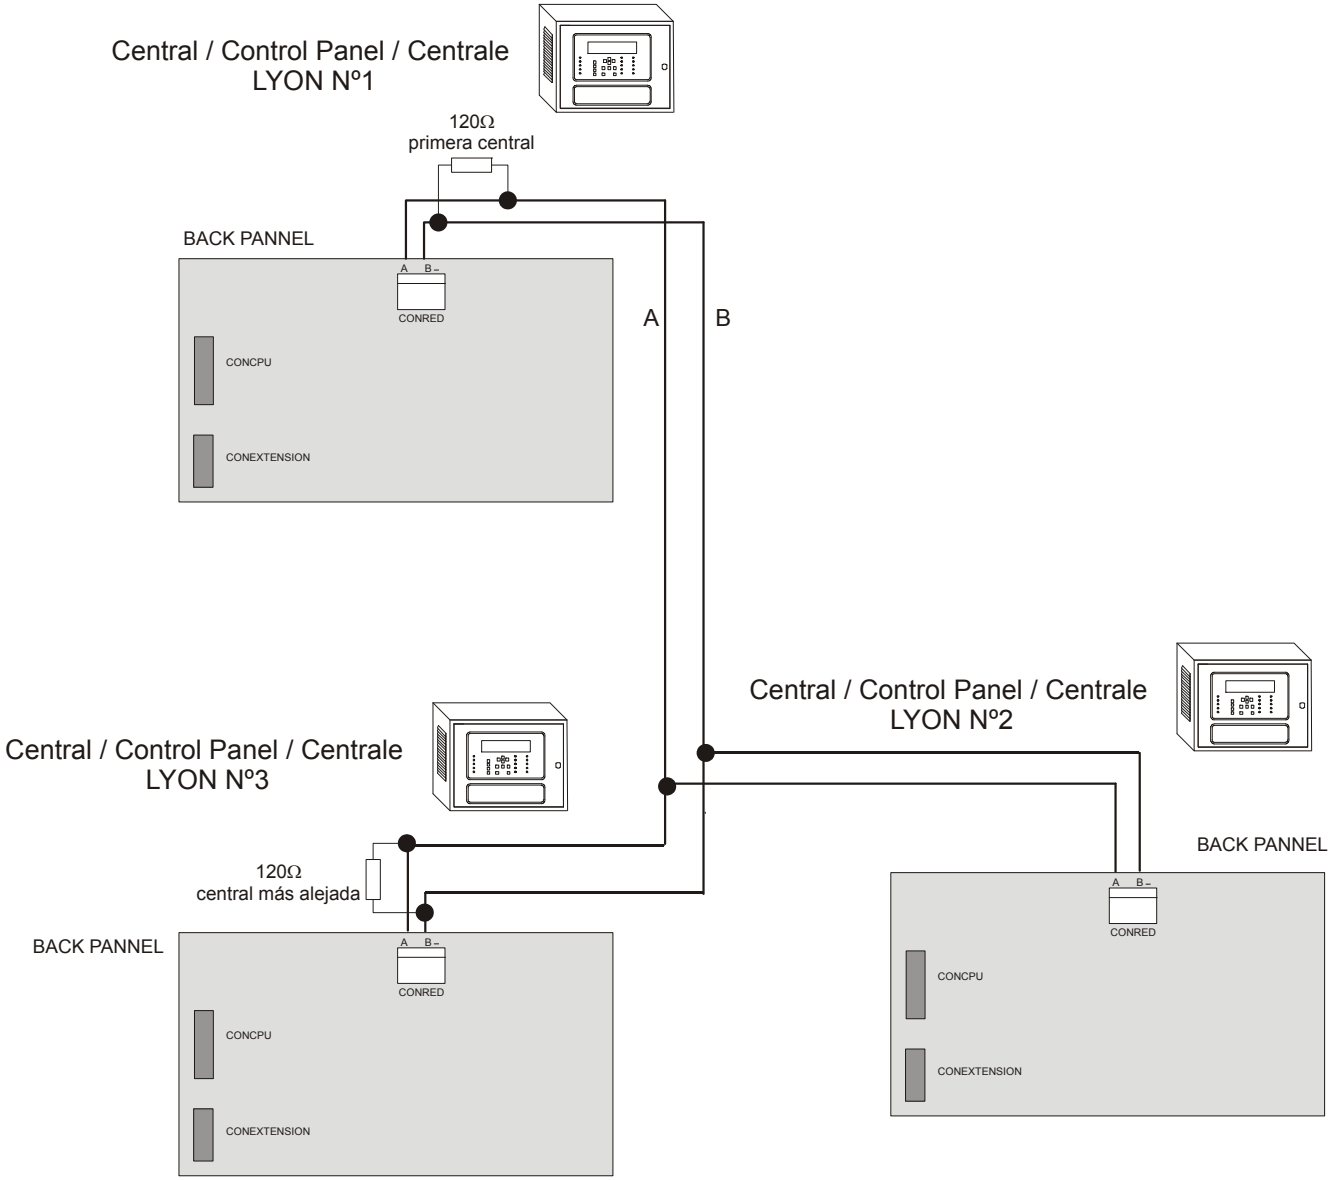 Central / Control Panel / Centrale
LYON Nº1
120Ω
primera central
BACK PANNEL
A B-
CONRED
CONCPU
CONEXTENSION
A B
Central / Control Panel / Centrale
LYON Nº2
Central / Control Panel / Centrale
LYON Nº3
120Ω
central más alejada
BACK PANNEL
A B-
CONRED
CONCPU
CONEXTENSION
BACK PANNEL
A B-
CONRED
CONCPU
CONEXTENSION